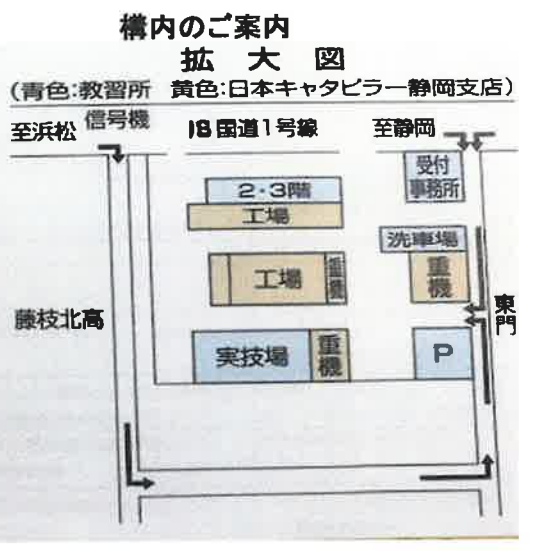 構内のご案内
拡大図
(青色:教習所 黄色:日本キャタピラー静岡支店)
至浜松 信号機 IS国道1号線 至静岡
受付
事務所
2・3階
工場
洗車場
工場
重機
重機
藤枝北高
東門
実技場
重機
P